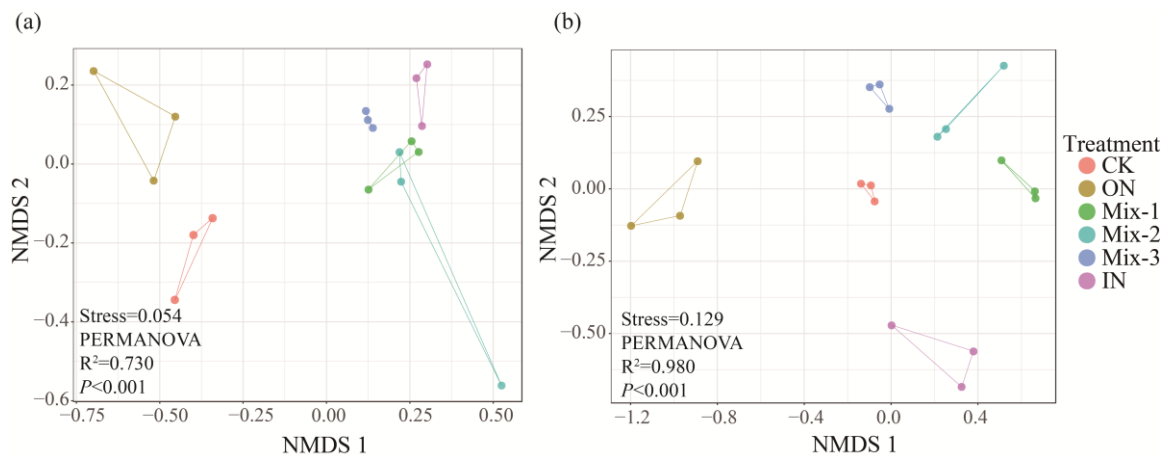 (a)
0.2
0.0
−0.2
−0.4
−0.6
NMDS 2
Stress=0.054
PERMANOVA
R²=0.730
P<0.001
−0.75
−0.50
−0.25
0.00
0.25
0.50
NMDS 1
(b)
0.25
0.00
−0.25
−0.50
NMDS 2
Stress=0.129
PERMANOVA
R²=0.980
P<0.001
−1.2
−0.8
−0.4
0.0
0.4
NMDS 1
Treatment
CK
ON
Mix-1
Mix-2
Mix-3
IN